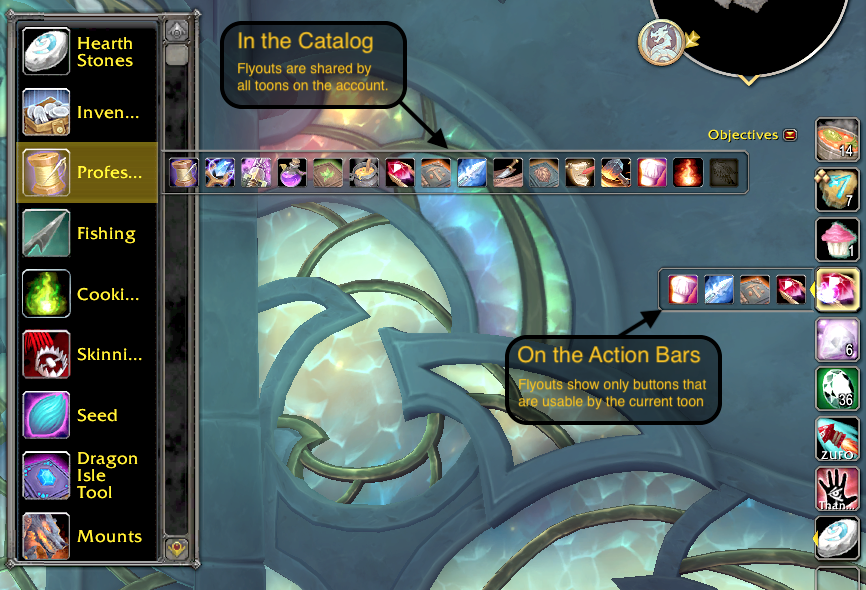 Hearth
Stones
Inven...
Profes...
Fishing
Cooki...
Skinni...
Seed
Dragon
Isle
Tool
Mounts
In the Catalog
Flyouts are shared by
all toons on the account.
Objectives
On the Action Bars
Flyouts show only buttons that
are usable by the current toon
14
7
1
6
36
ZUFO
Than...